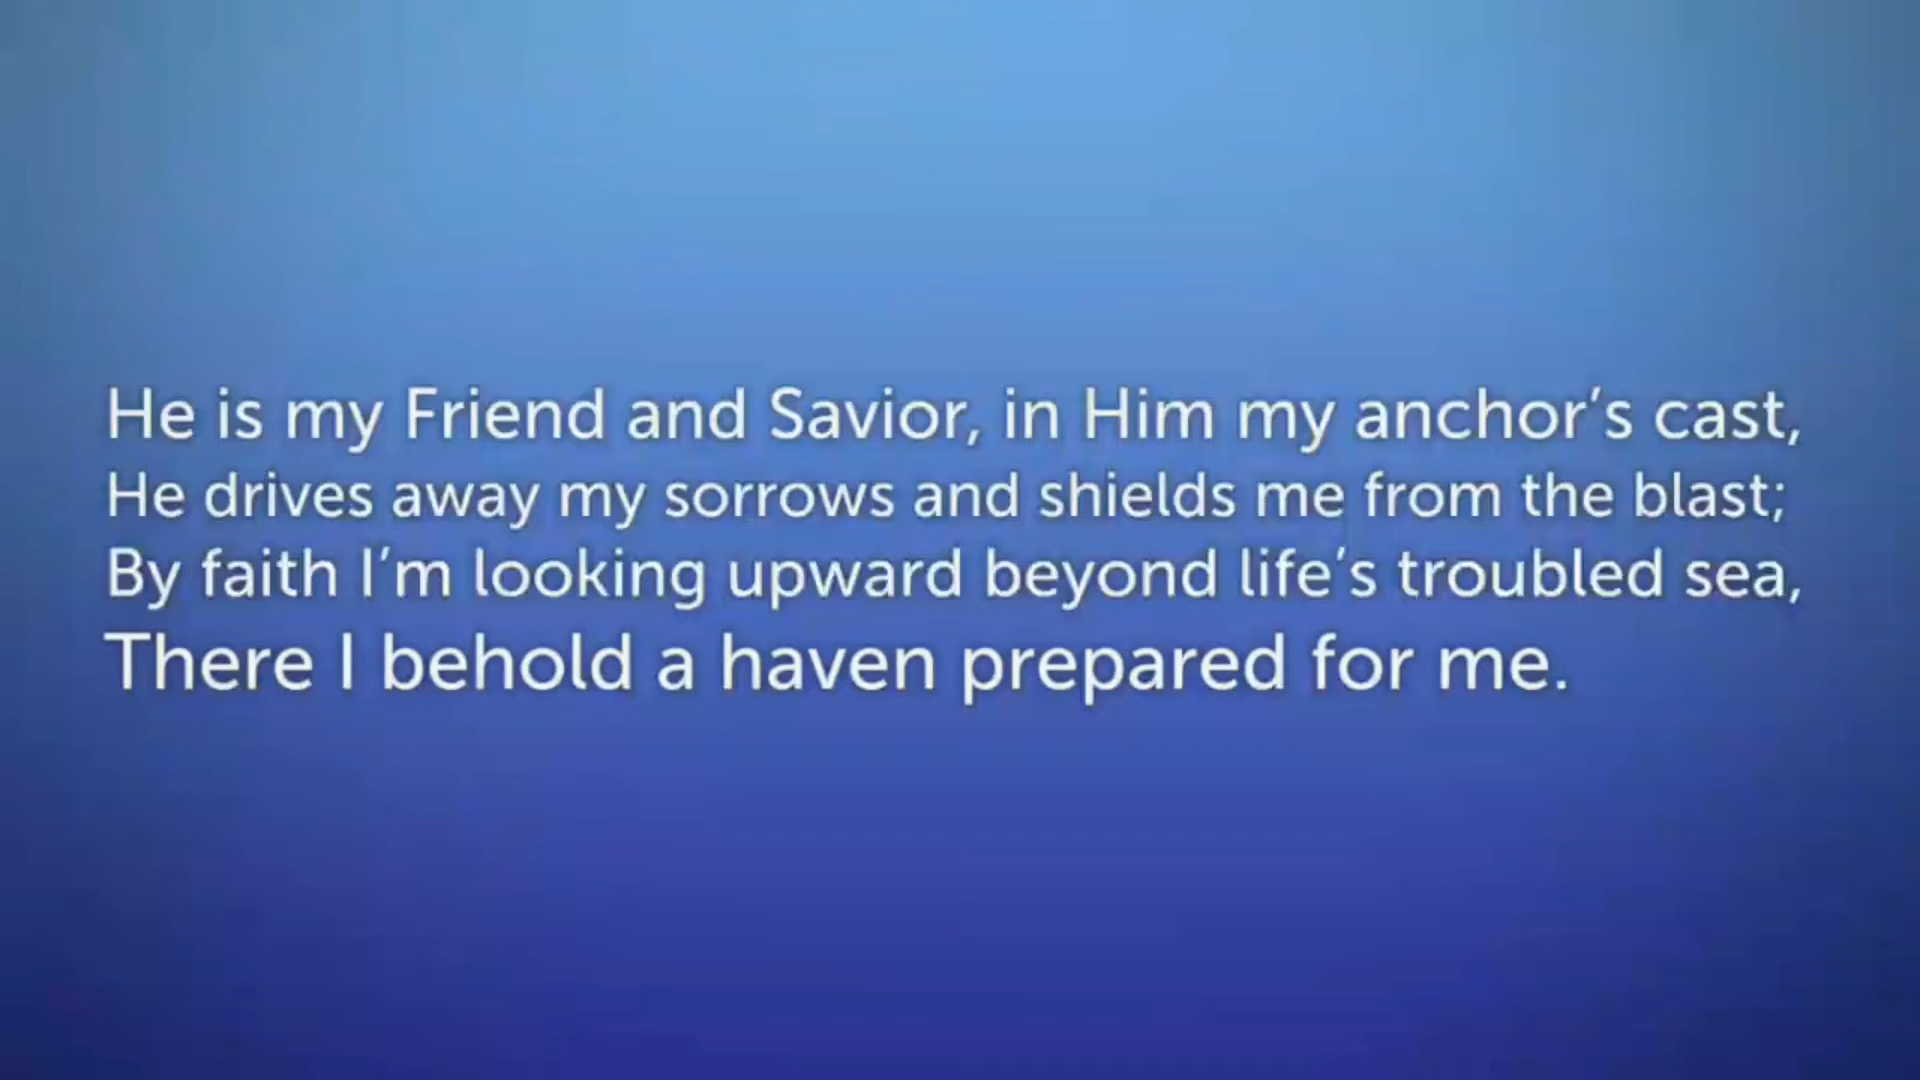 He is my Friend and Savior, in Him my anchor’s cast,
He drives away my sorrows and shields me from the blast;
By faith I’m looking upward beyond life’s troubled sea,
There I behold a haven prepared for me.